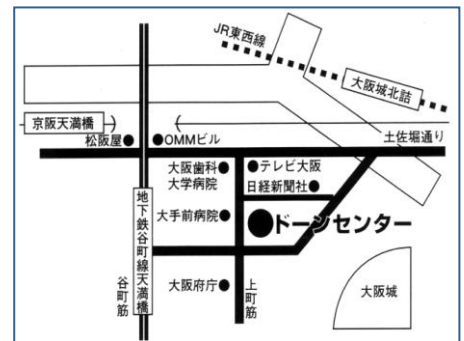 JR東西線
大阪城北詰
京阪天満橋
松阪屋
OMMビル
土佐堀通り
大阪歯科
大学病院
テレビ大阪
日経新聞社
地下鉄谷町線天満橋
大手前病院
ドーンセンター
谷町筋
大阪府庁
上町筋
大阪城